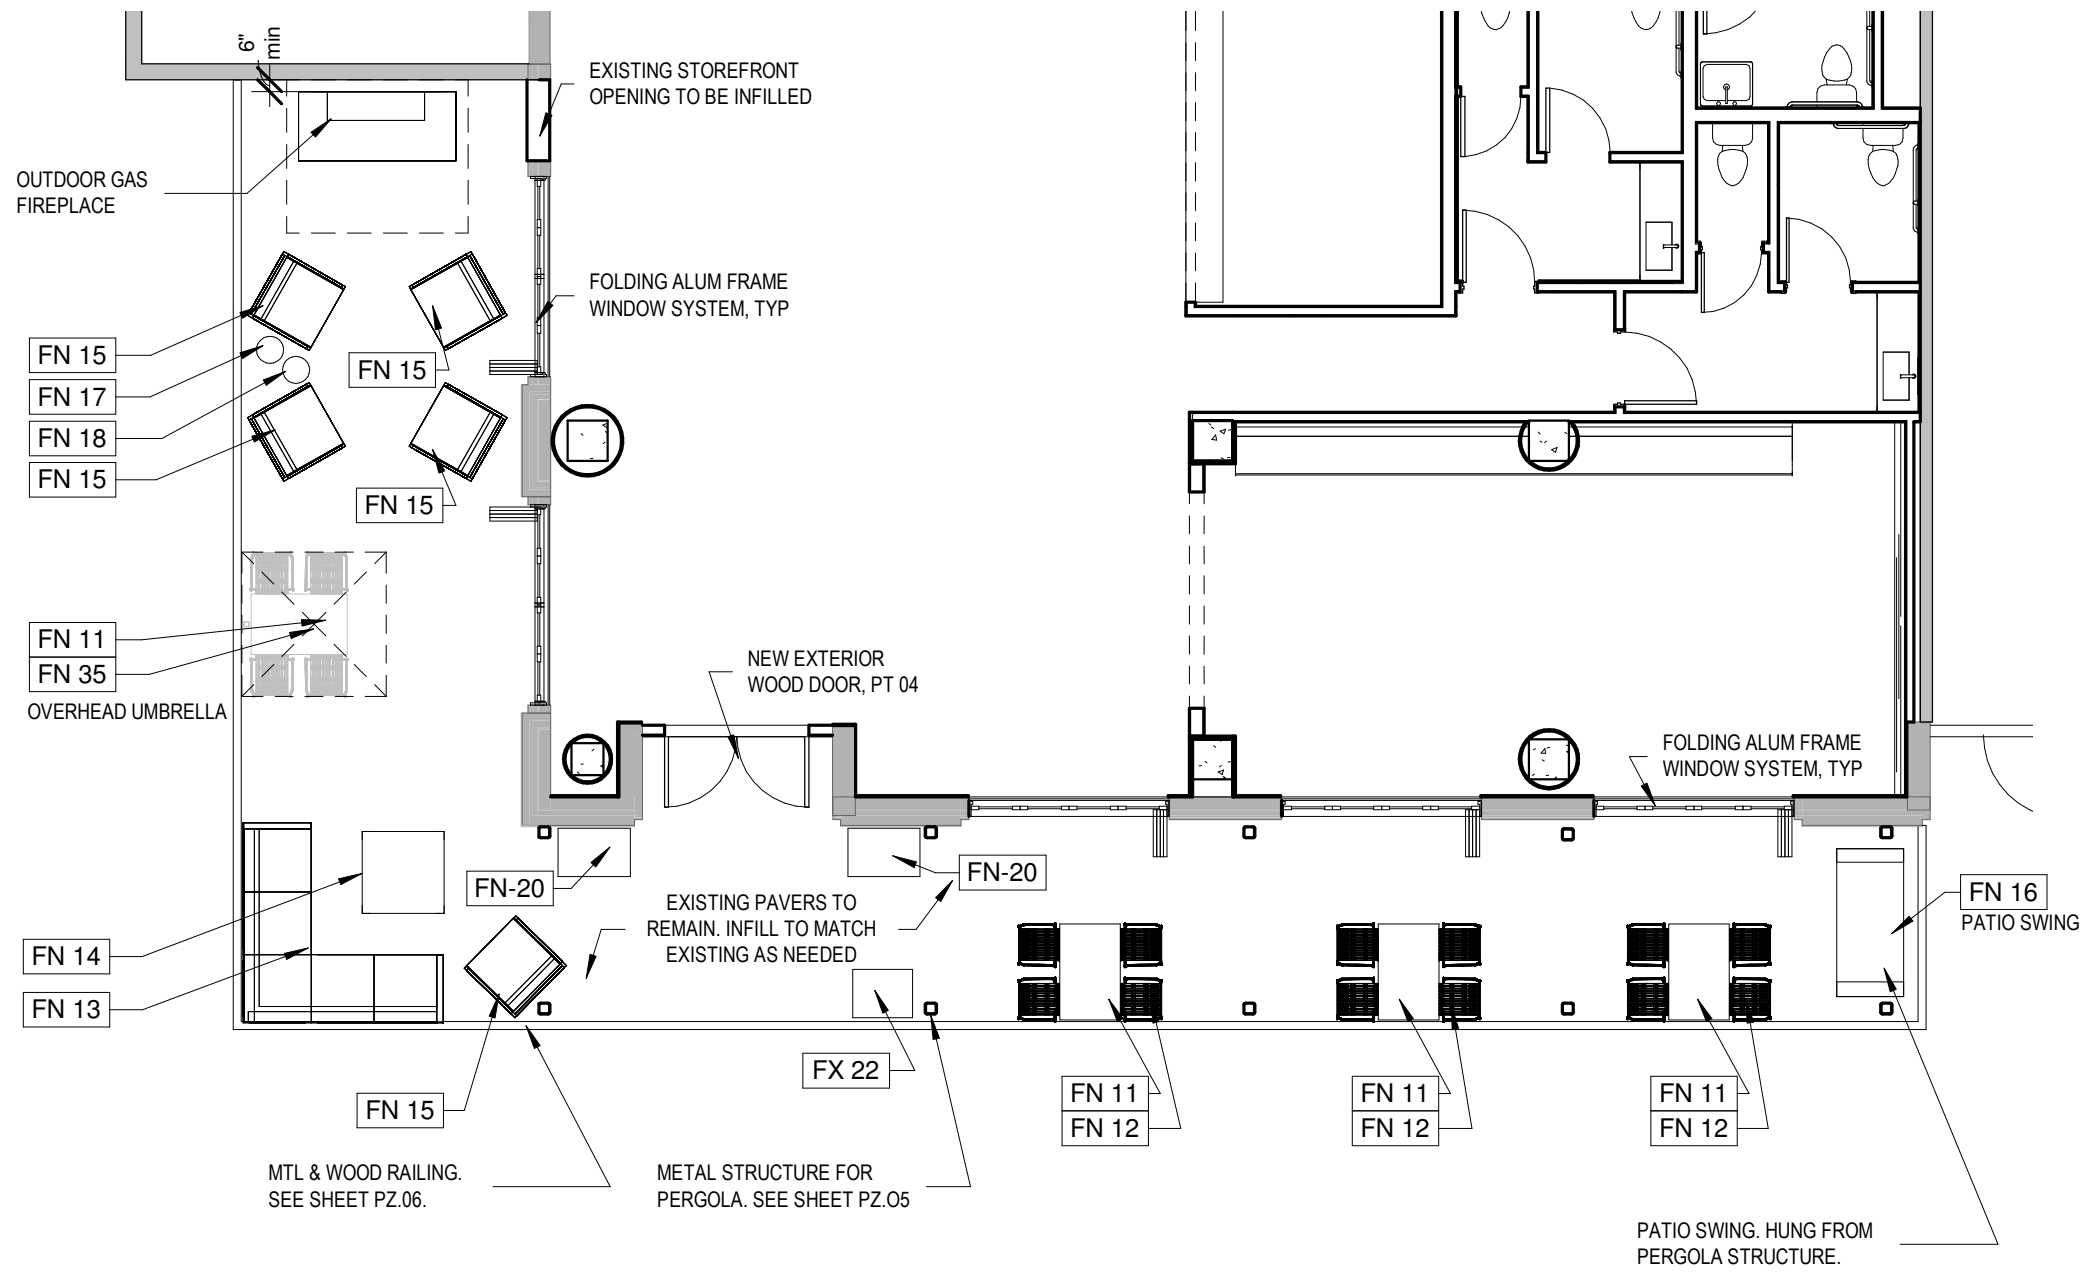 6"
min
EXISTING STOREFRONT
OPENING TO BE INFILLED
OUTDOOR GAS
FIREPLACE
FOLDING ALUM FRAME
WINDOW SYSTEM, TYP
FN 15
FN 17
FN 18
FN 15
FN 15
FN 15
FN 11
FN 35
OVERHEAD UMBRELLA
NEW EXTERIOR
WOOD DOOR, PT 04
FOLDING ALUM FRAME
WINDOW SYSTEM, TYP
FN-20
FN-20
EXISTING PAVERS TO
REMAIN. INFILL TO MATCH
EXISTING AS NEEDED
FN 16
PATIO SWING
FN 14
FN 13
FX 22
FN 15
FN 11
FN 12
FN 11
FN 12
FN 11
FN 12
MTL & WOOD RAILING.
SEE SHEET PZ.06.
METAL STRUCTURE FOR
PERGOLA. SEE SHEET PZ.O5
PATIO SWING. HUNG FROM
PERGOLA STRUCTURE.